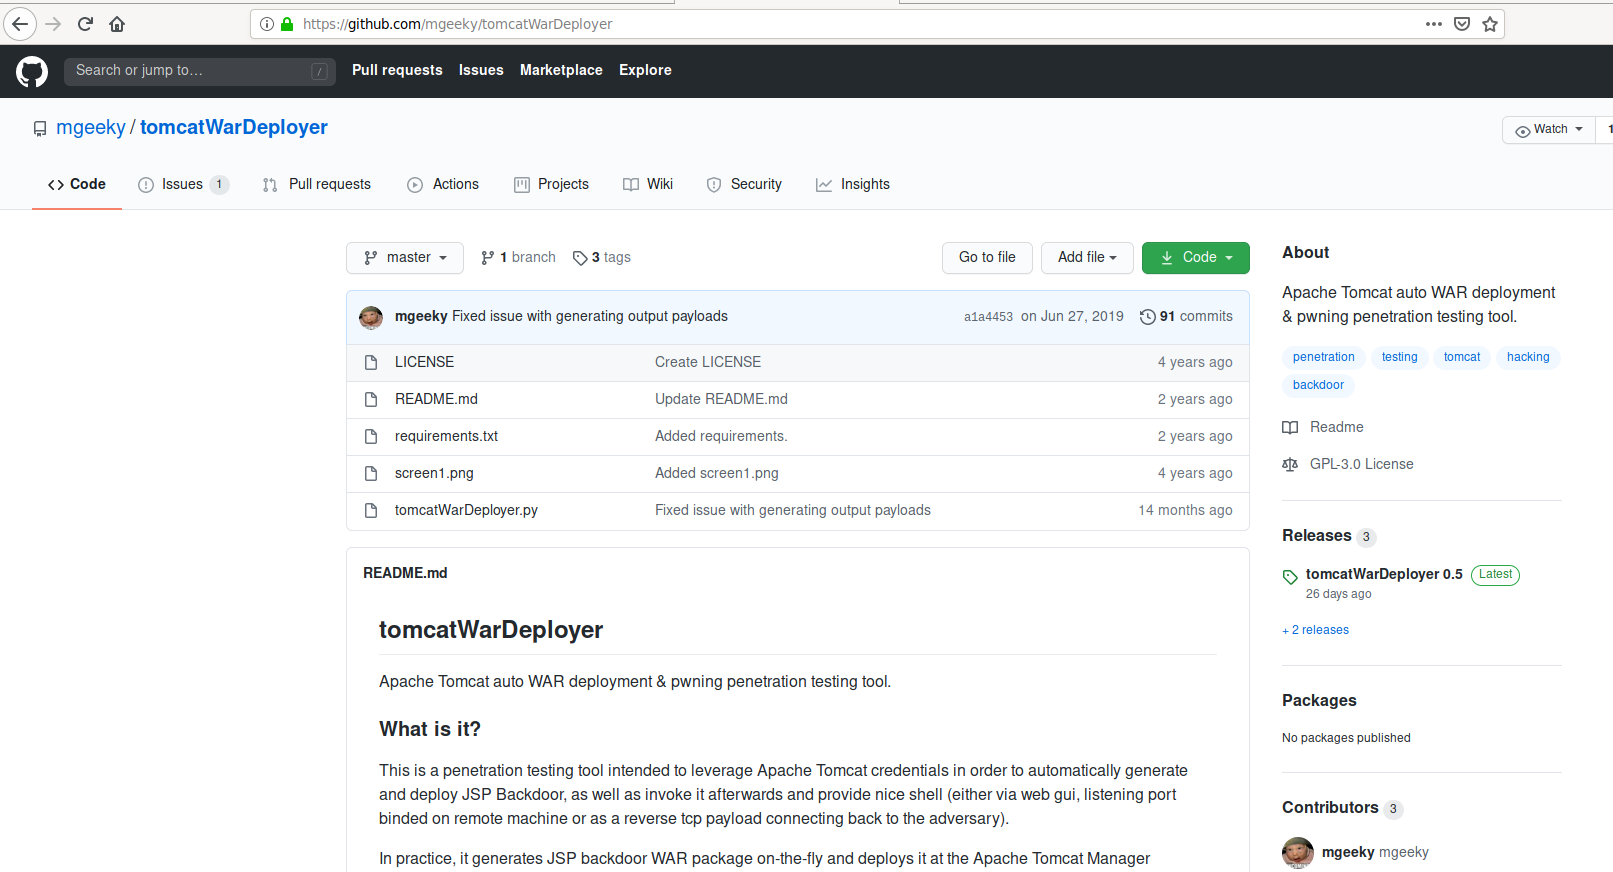 https://github.com/mgeeky/tomcatWarDeployer
Search or jump to…
/
Pull requests
Issues
Marketplace
Explore
mgeeky / tomcatWarDeployer
Watch
1
Code
Issues 1
Pull requests
Actions
Projects
Wiki
Security
Insights
master
1 branch
3 tags
Go to file
Add file
Code
mgeeky Fixed issue with generating output payloads
a1a4453 on Jun 27, 2019
91 commits
LICENSE Create LICENSE 4 years ago
README.md Update README.md 2 years ago
requirements.txt Added requirements. 2 years ago
screen1.png Added screen1.png 4 years ago
tomcatWarDeployer.py Fixed issue with generating output payloads 14 months ago
README.md
tomcatWarDeployer
Apache Tomcat auto WAR deployment & pwning penetration testing tool.
What is it?
This is a penetration testing tool intended to leverage Apache Tomcat credentials in order to automatically generate
and deploy JSP Backdoor, as well as invoke it afterwards and provide nice shell (either via web gui, listening port
binded on remote machine or as a reverse tcp payload connecting back to the adversary).
In practice, it generates JSP backdoor WAR package on-the-fly and deploys it at the Apache Tomcat Manager
About
Apache Tomcat auto WAR deployment
& pwning penetration testing tool.
penetration testing tomcat hacking
backdoor
Readme
GPL-3.0 License
Releases 3
tomcatWarDeployer 0.5 Latest
26 days ago
+ 2 releases
Packages
No packages published
Contributors 3
mgeeky mgeeky